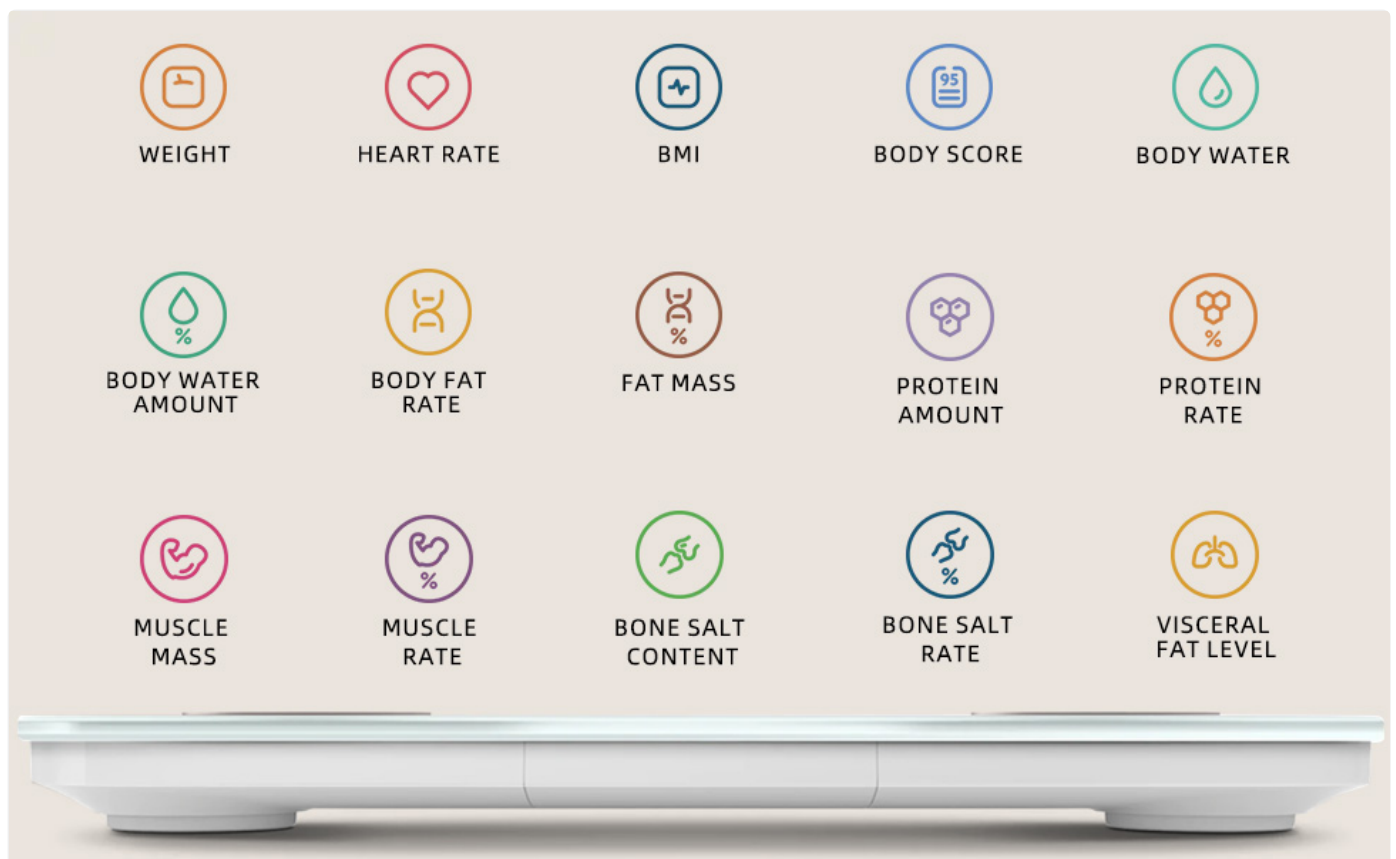 95
WEIGHT
HEART RATE
BMI
BODY SCORE
BODY WATER
%
%
%
BODY WATER
AMOUNT
BODY FAT
RATE
FAT MASS
PROTEIN
AMOUNT
PROTEIN
RATE
%
%
MUSCLE
MASS
MUSCLE
RATE
BONE SALT
CONTENT
BONE SALT
RATE
VISCERAL
FAT LEVEL